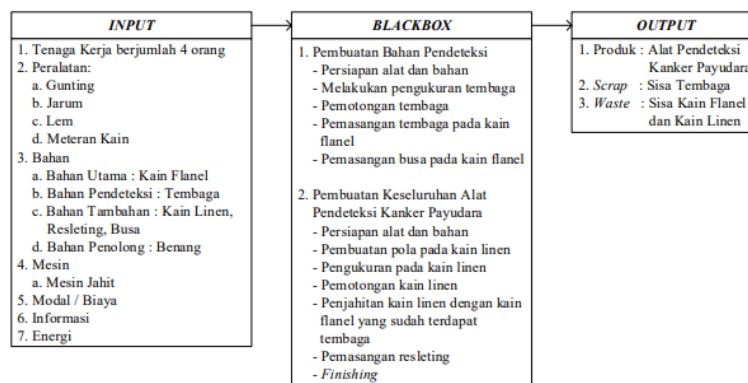 INPUT
1. Tenaga Kerja berjumlah 4 orang
2. Peralatan:
a. Gunting
b. Jarum
c. Lem
d. Meteran Kain
3. Bahan
a. Bahan Utama : Kain Flanel
b. Bahan Pendeteksi : Tembaga
c. Bahan Tambahan : Kain Linen,
Resleting, Busa
d. Bahan Penolong : Benang
4. Mesin
a. Mesin Jahit
5. Modal / Biaya
6. Informasi
7. Energi
BLACKBOX
1. Pembuatan Bahan Pendeteksi
- Persiapan alat dan bahan
- Melakukan pengukuran tembaga
- Pemotongan tembaga
- Pemasangan tembaga pada kain
flanel
- Pemasangan busa pada kain flanel
2. Pembuatan Keseluruhan Alat
Pendeteksi Kanker Payudara
- Persiapan alat dan bahan
- Pembuatan pola pada kain linen
- Pengukuran pada kain linen
- Pemotongan kain linen
- Penjahitan kain linen dengan kain
flanel yang sudah terdapat
tembaga
- Pemasangan resleting
- Finishing
OUTPUT
1. Produk : Alat Pendeteksi
Kanker Payudara
2. Scrap : Sisa Tembaga
3. Waste : Sisa Kain Flanel
dan Kain Linen